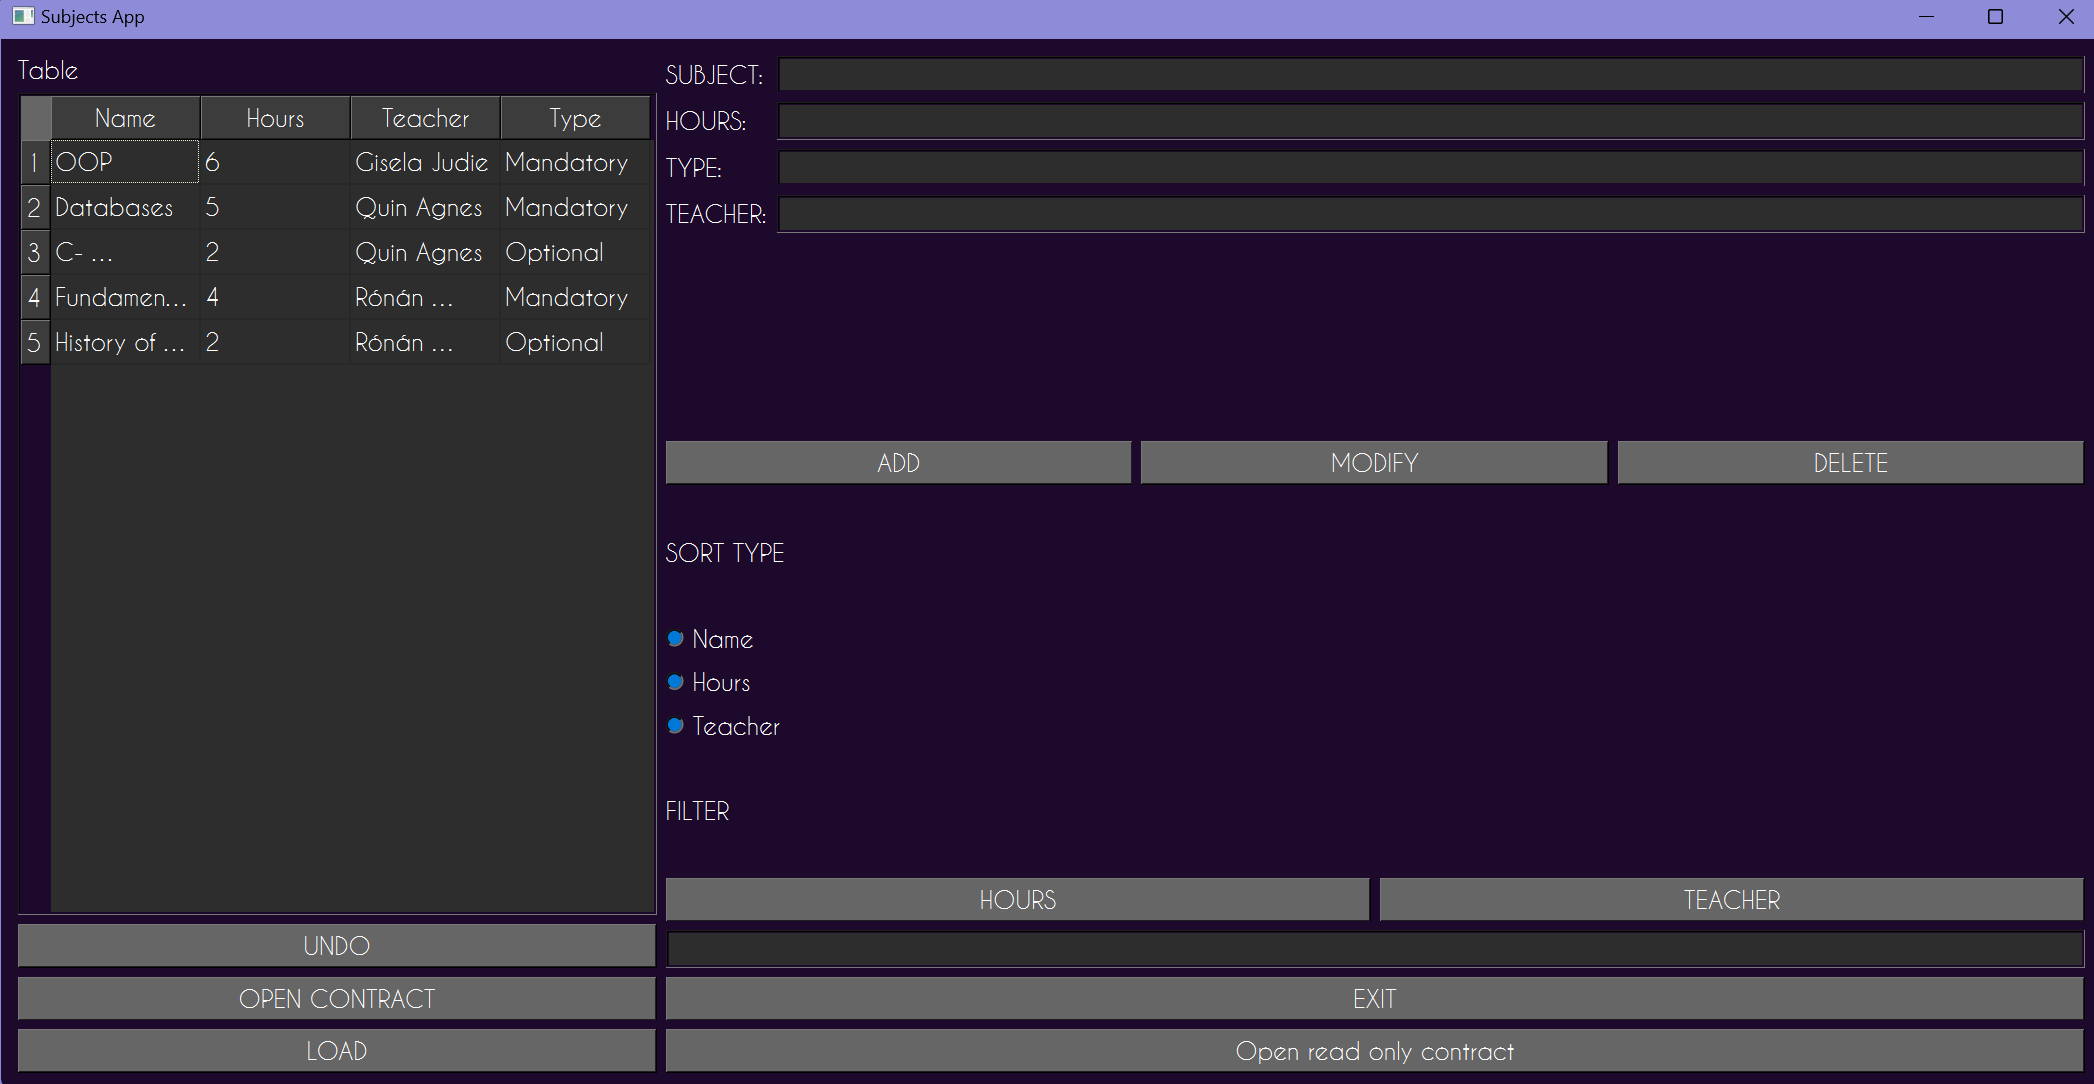 Subjects App
Table
Name Hours Teacher Type
1 OOP 6 Gisela Judie Mandatory
2 Databases 5 Quin Agnes Mandatory
3 C- ... 2 Quin Agnes Optional
4 Fundamen... 4 Rónán ... Mandatory
5 History of ... 2 Rónán ... Optional
UNDO
OPEN CONTRACT
LOAD
SUBJECT:
HOURS:
TYPE:
TEACHER:
ADD MODIFY DELETE
SORT TYPE
Name
Hours
Teacher
FILTER
HOURS TEACHER
EXIT
Open read only contract